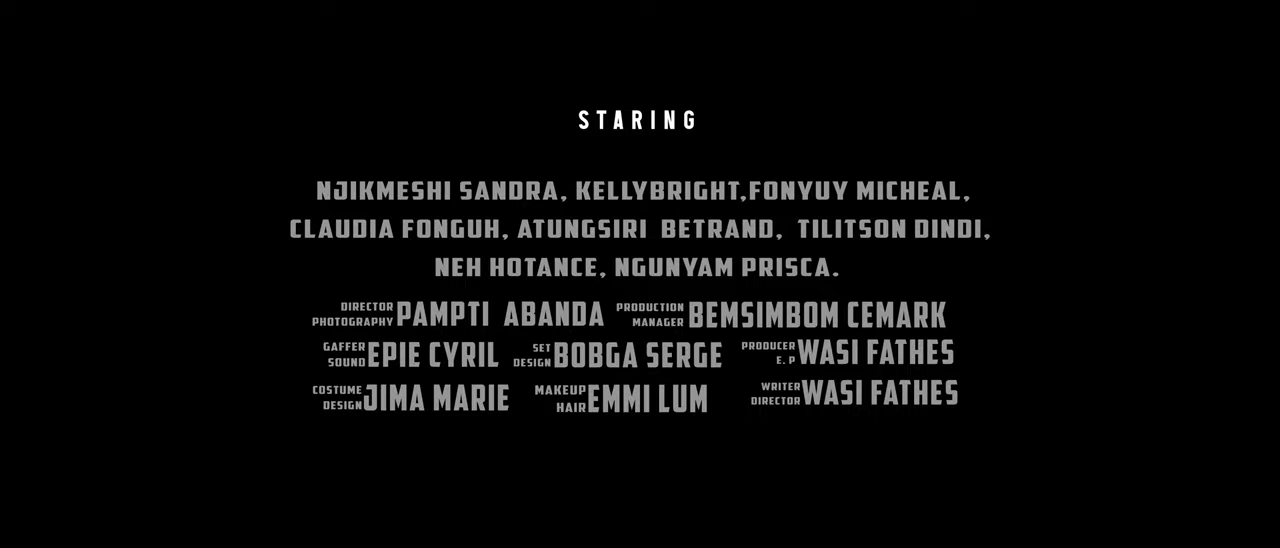 STARING
NJIKMESHI SANDRA, KELLYBRIGHT,FONYUY MICHEAL,
CLAUDIA FONGUH, ATUNGSIRI BETRAND, TILITSON DINDI,
NEH HOTANCE, NGUNYAM PRISCA.
DIRECTOR PHOTOGRAPHY PAMPTI ABANDA PRODUCTION MANAGER BEMSIMBOM CEMARK
GAFFER SOUND EPIE CYRIL SET DESIGN BOBGA SERGE PRODUCER E. P WASI FATHES
COSTUME DESIGN JIMA MARIE MAKEUP HAIR EMMI LUM WRITER DIRECTOR WASI FATHES